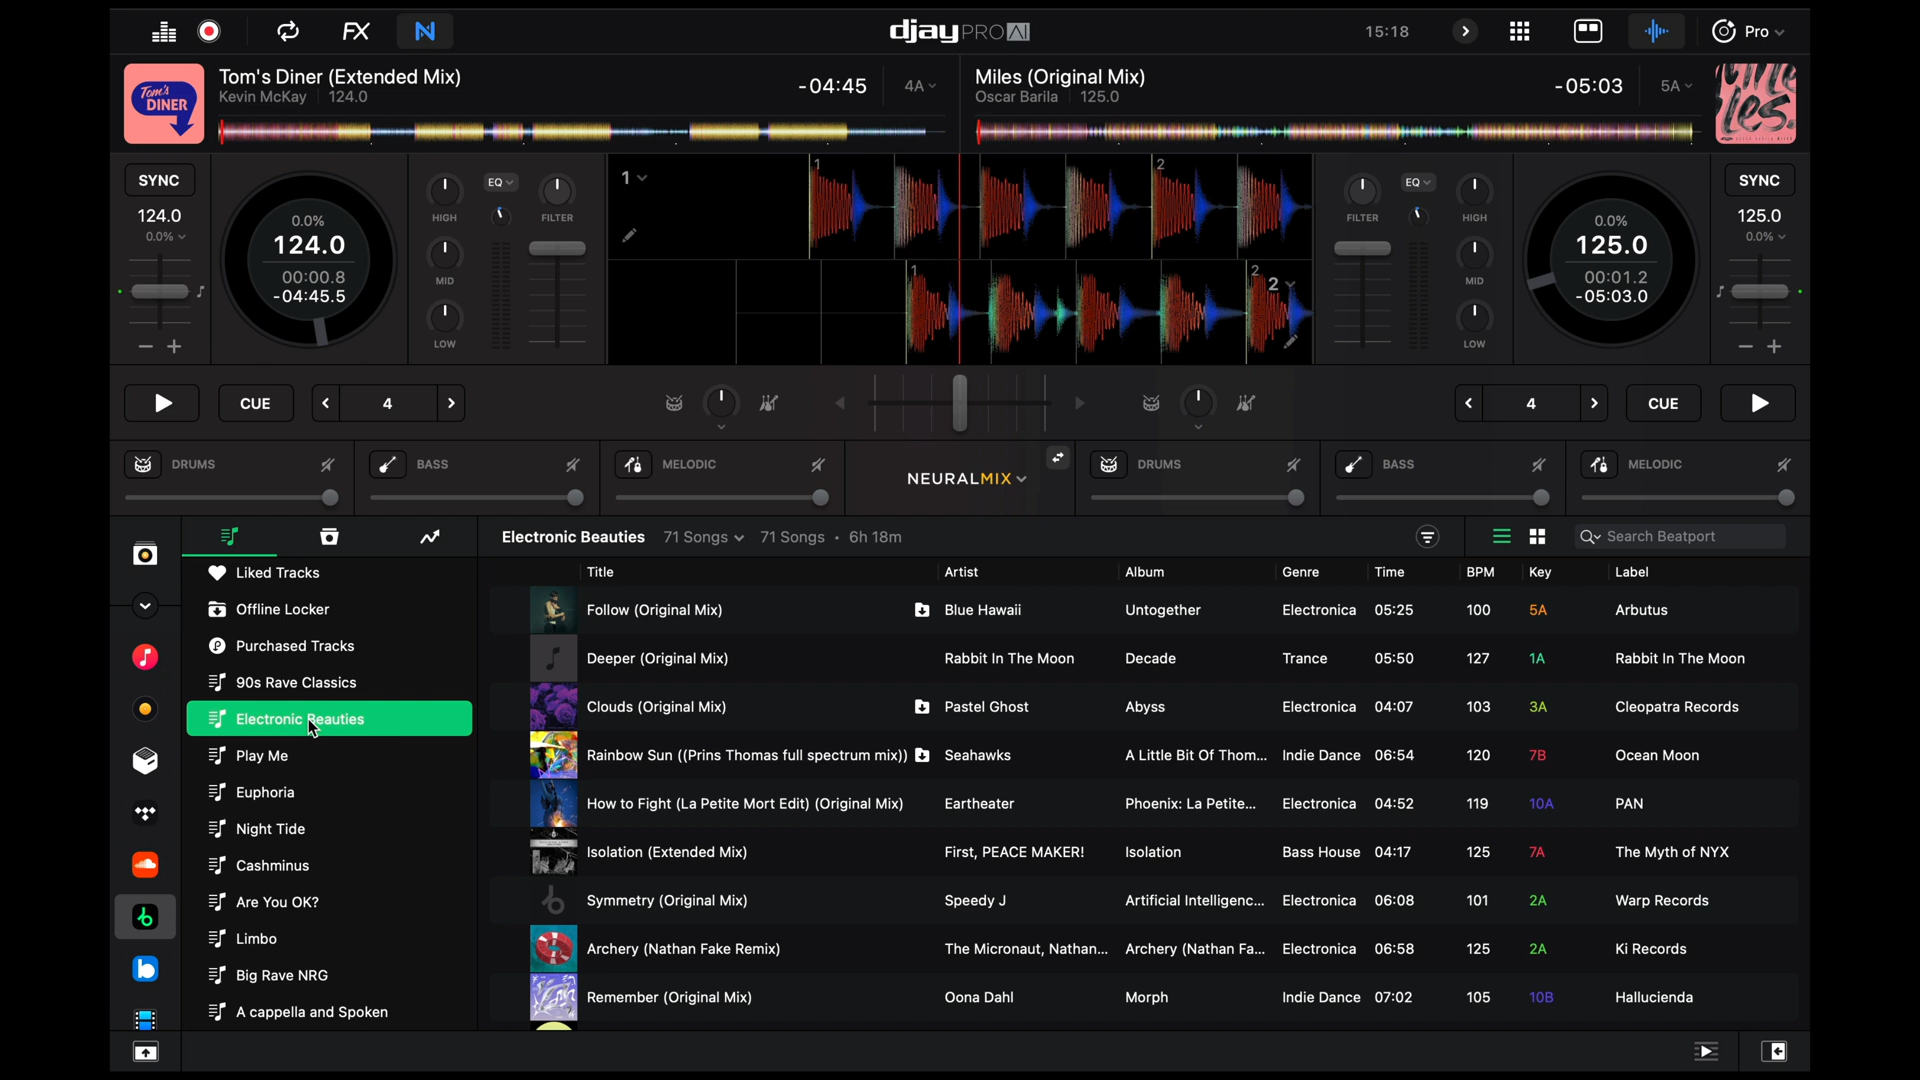 FX
djay PRO AI
15:18
Pro
Tom's DINER
Tom's Diner (Extended Mix)
Kevin McKay 124.0
-04:45
4A
Miles (Original Mix)
Oscar Barila 125.0
-05:03
5A
SYNC
124.0
0.0%
0.0%
124.0
00:00.8
-04:45.5
HIGH
EQ
FILTER
MID
LOW
1
1
2
1
2
2
FILTER
EQ
HIGH
MID
LOW
0.0%
125.0
00:01.2
-05:03.0
SYNC
125.0
0.0%
CUE
4
4
CUE
DRUMS
BASS
MELODIC
NEURALMIX
DRUMS
BASS
MELODIC
Liked Tracks
Offline Locker
Purchased Tracks
90s Rave Classics
Electronic Beauties
Play Me
Euphoria
Night Tide
Cashminus
Are You OK?
Limbo
Big Rave NRG
A cappella and Spoken
Electronic Beauties 71 Songs 71 Songs • 6h 18m
Search Beatport
Title Artist Album Genre Time BPM Key Label
Follow (Original Mix) Blue Hawaii Untogether Electronica 05:25 100 5A Arbutus
Deeper (Original Mix) Rabbit In The Moon Decade Trance 05:50 127 1A Rabbit In The Moon
Clouds (Original Mix) Pastel Ghost Abyss Electronica 04:07 103 3A Cleopatra Records
Rainbow Sun ((Prins Thomas full spectrum mix)) Seahawks A Little Bit Of Thom... Indie Dance 06:54 120 7B Ocean Moon
How to Fight (La Petite Mort Edit) (Original Mix) Eartheater Phoenix: La Petite... Electronica 04:52 119 10A PAN
Isolation (Extended Mix) First, PEACE MAKER! Isolation Bass House 04:17 125 7A The Myth of NYX
Symmetry (Original Mix) Speedy J Artificial Intelligenc... Electronica 06:08 101 2A Warp Records
Archery (Nathan Fake Remix) The Micronaut, Nathan... Archery (Nathan Fa... Electronica 06:58 125 2A Ki Records
Remember (Original Mix) Oona Dahl Morph Indie Dance 07:02 105 10B Hallucienda